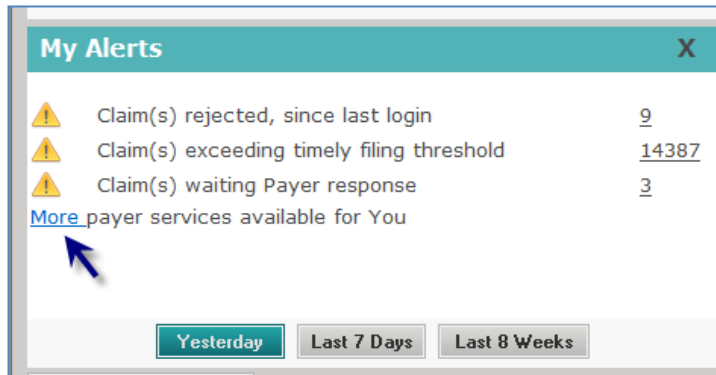 My Alerts X
Claim(s) rejected, since last login 9
Claim(s) exceeding timely filing threshold 14387
Claim(s) waiting Payer response 3
More payer services available for You
Yesterday Last 7 Days Last 8 Weeks